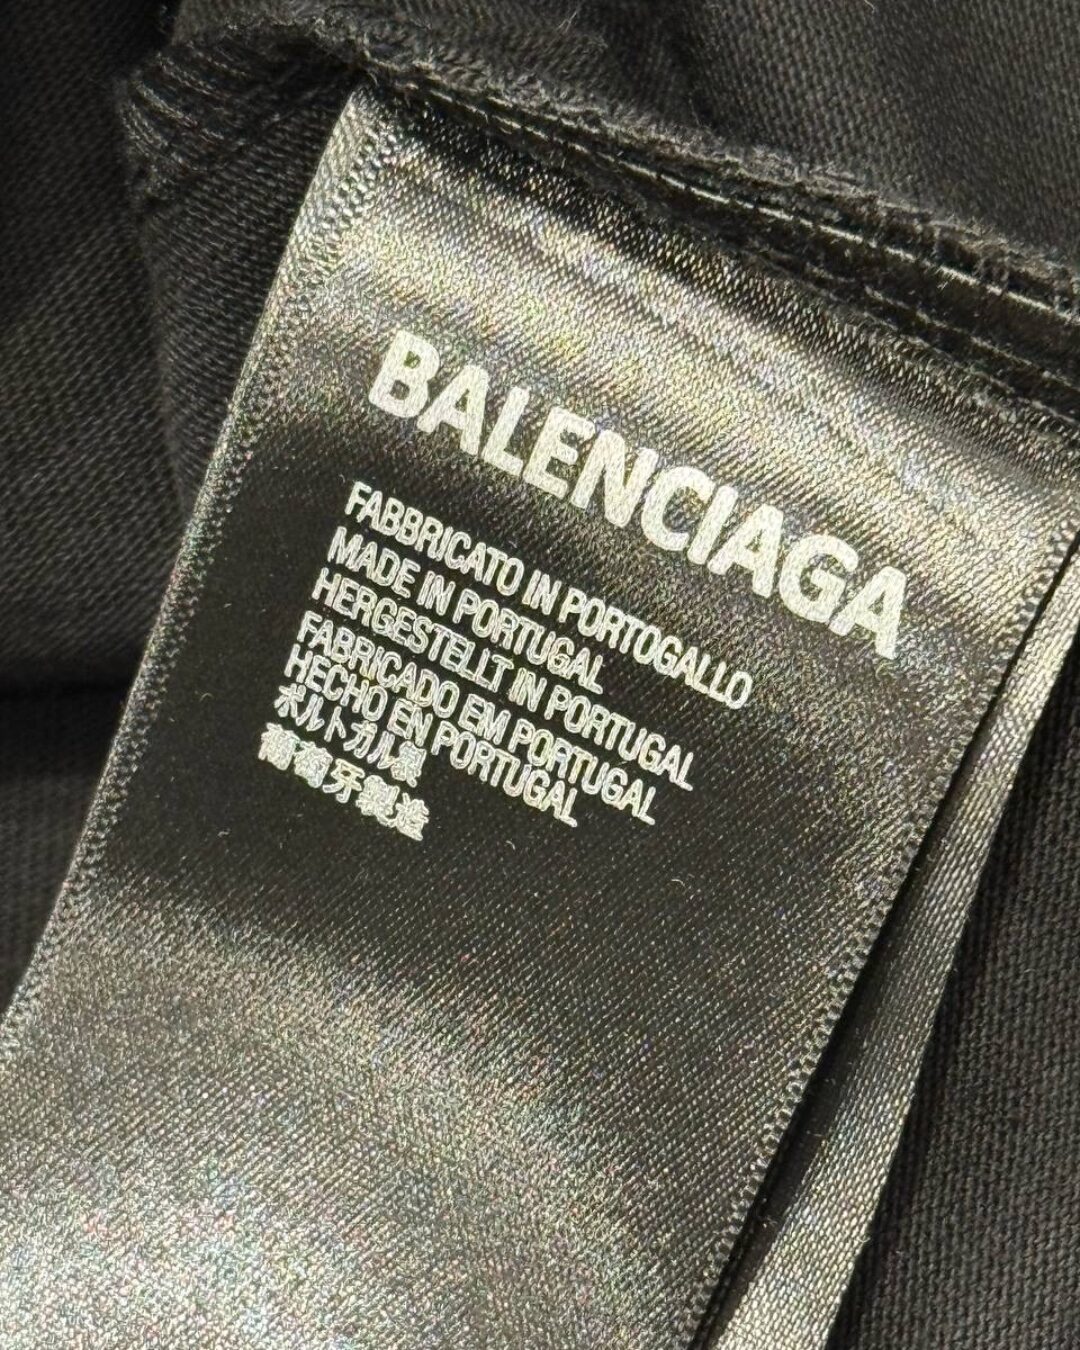 BALENCIAGA
FABBRICATO IN PORTOGALLO
MADE IN PORTUGAL
HERGESTELLT IN PORTUGAL
FABRICADO EM PORTUGAL
HECHO EN PORTUGAL
ポルトガル製
葡萄牙製造